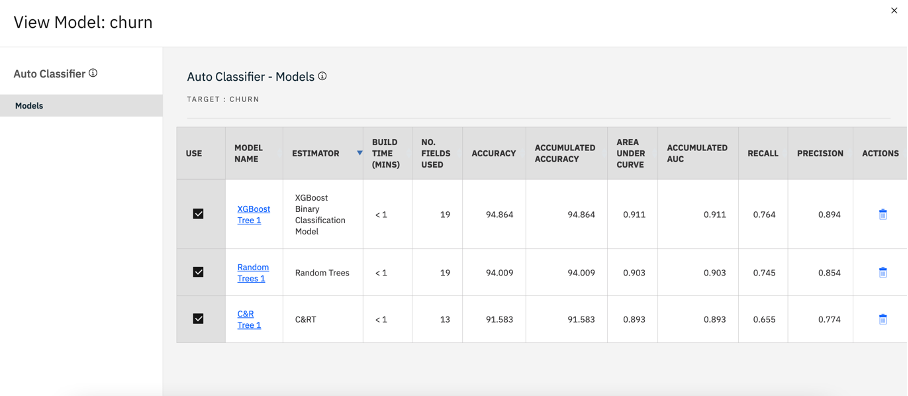 View Model: churn
Auto Classifier
Models
Auto Classifier - Models
TARGET : CHURN
USE MODEL NAME ESTIMATOR BUILD TIME (MINS) NO. FIELDS USED ACCURACY ACCUMULATED ACCURACY AREA UNDER CURVE ACCUMULATED AUC RECALL PRECISION ACTIONS
XGBoost Tree 1 XGBoost Binary Classification Model < 1 19 94.864 94.864 0.911 0.911 0.764 0.894
Random Trees 1 Random Trees < 1 19 94.009 94.009 0.903 0.903 0.745 0.854
C&R Tree 1 C&RT < 1 13 91.583 91.583 0.893 0.893 0.655 0.774